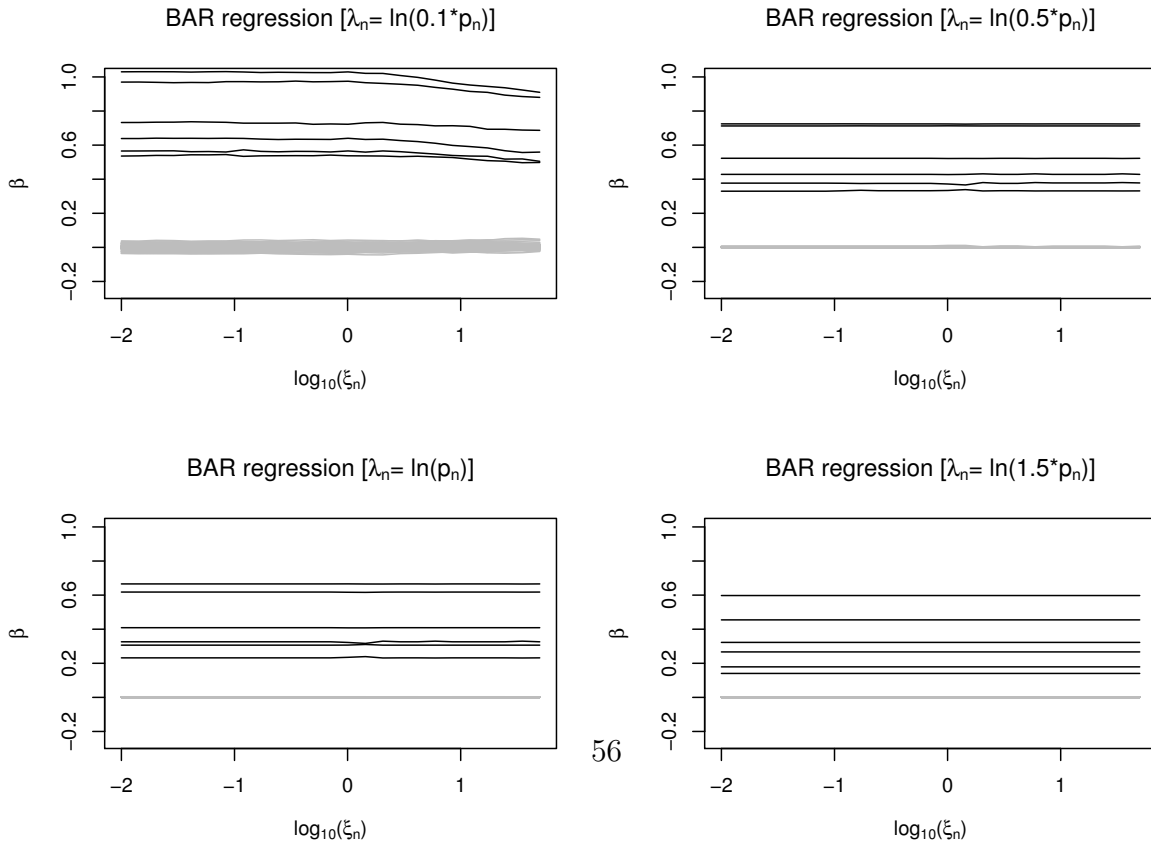 BAR regression [λn= ln(0.1*pn)]
1.0
0.6
0.2
−0.2
β
−2 −1 0 1
log10(ξn)
BAR regression [λn= ln(0.5*pn)]
1.0
0.6
0.2
−0.2
β
−2 −1 0 1
log10(ξn)
BAR regression [λn= ln(pn)]
1.0
0.6
0.2
−0.2
β
−2 −1 0 1
log10(ξn)
BAR regression [λn= ln(1.5*pn)]
1.0
0.6
0.2
−0.2
β
−2 −1 0 1
log10(ξn)
56